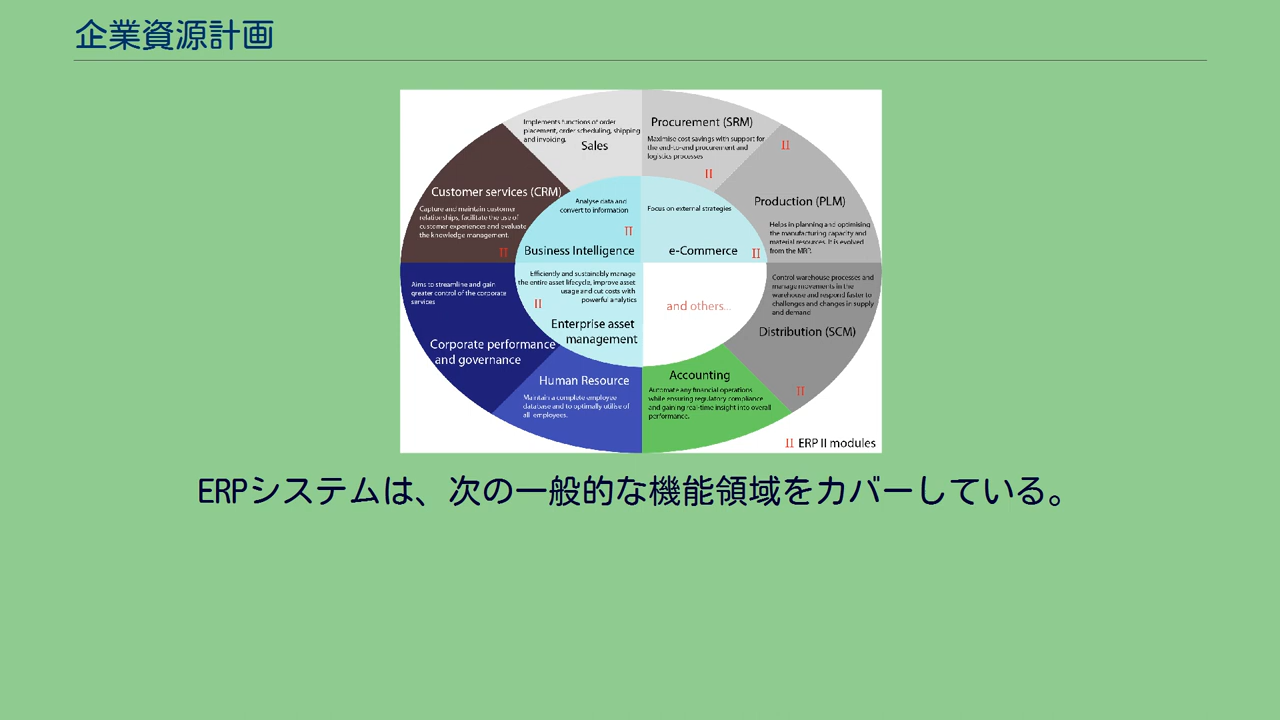 企業資源計画
Implements functions of order
placement, order scheduling, shipping
and invoicing.
Sales
Procurement (SRM)
Maximise cost savings with support for
the end-to-end procurement and
logistics processes
II
II
Production (PLM)
Helps in planning and optimising
the manufacturing capacity and
material resources. It is evolved
from the MRP.
Customer services (CRM)
Capture and maintain customer
relationships, facilitate the use of
customer experiences and evaluate
the knowledge management.
II
Analyse data and
convert to information
II
Business Intelligence
Focus on external strategies
e-Commerce
II
Aims to streamline and gain
greater control of the corporate
services
Corporate performance
and governance
Efficiently and sustainably manage
the entire asset lifecycle, improve asset
usage and cut costs with
powerful analytics
II
Enterprise asset
management
and others...
Control warehouse processes and
manage movements in the
warehouse and respond faster to
challenges and changes in supply
and demand
Distribution (SCM)
II
Human Resource
Maintain a complete employee
database and to optimally utilise of
all employees.
Accounting
Automate any financial operations
while ensuring regulatory compliance
and gaining real-time insight into overall
performance.
II ERP II modules
ERPシステムは、次の一般的な機能領域をカバーしている。